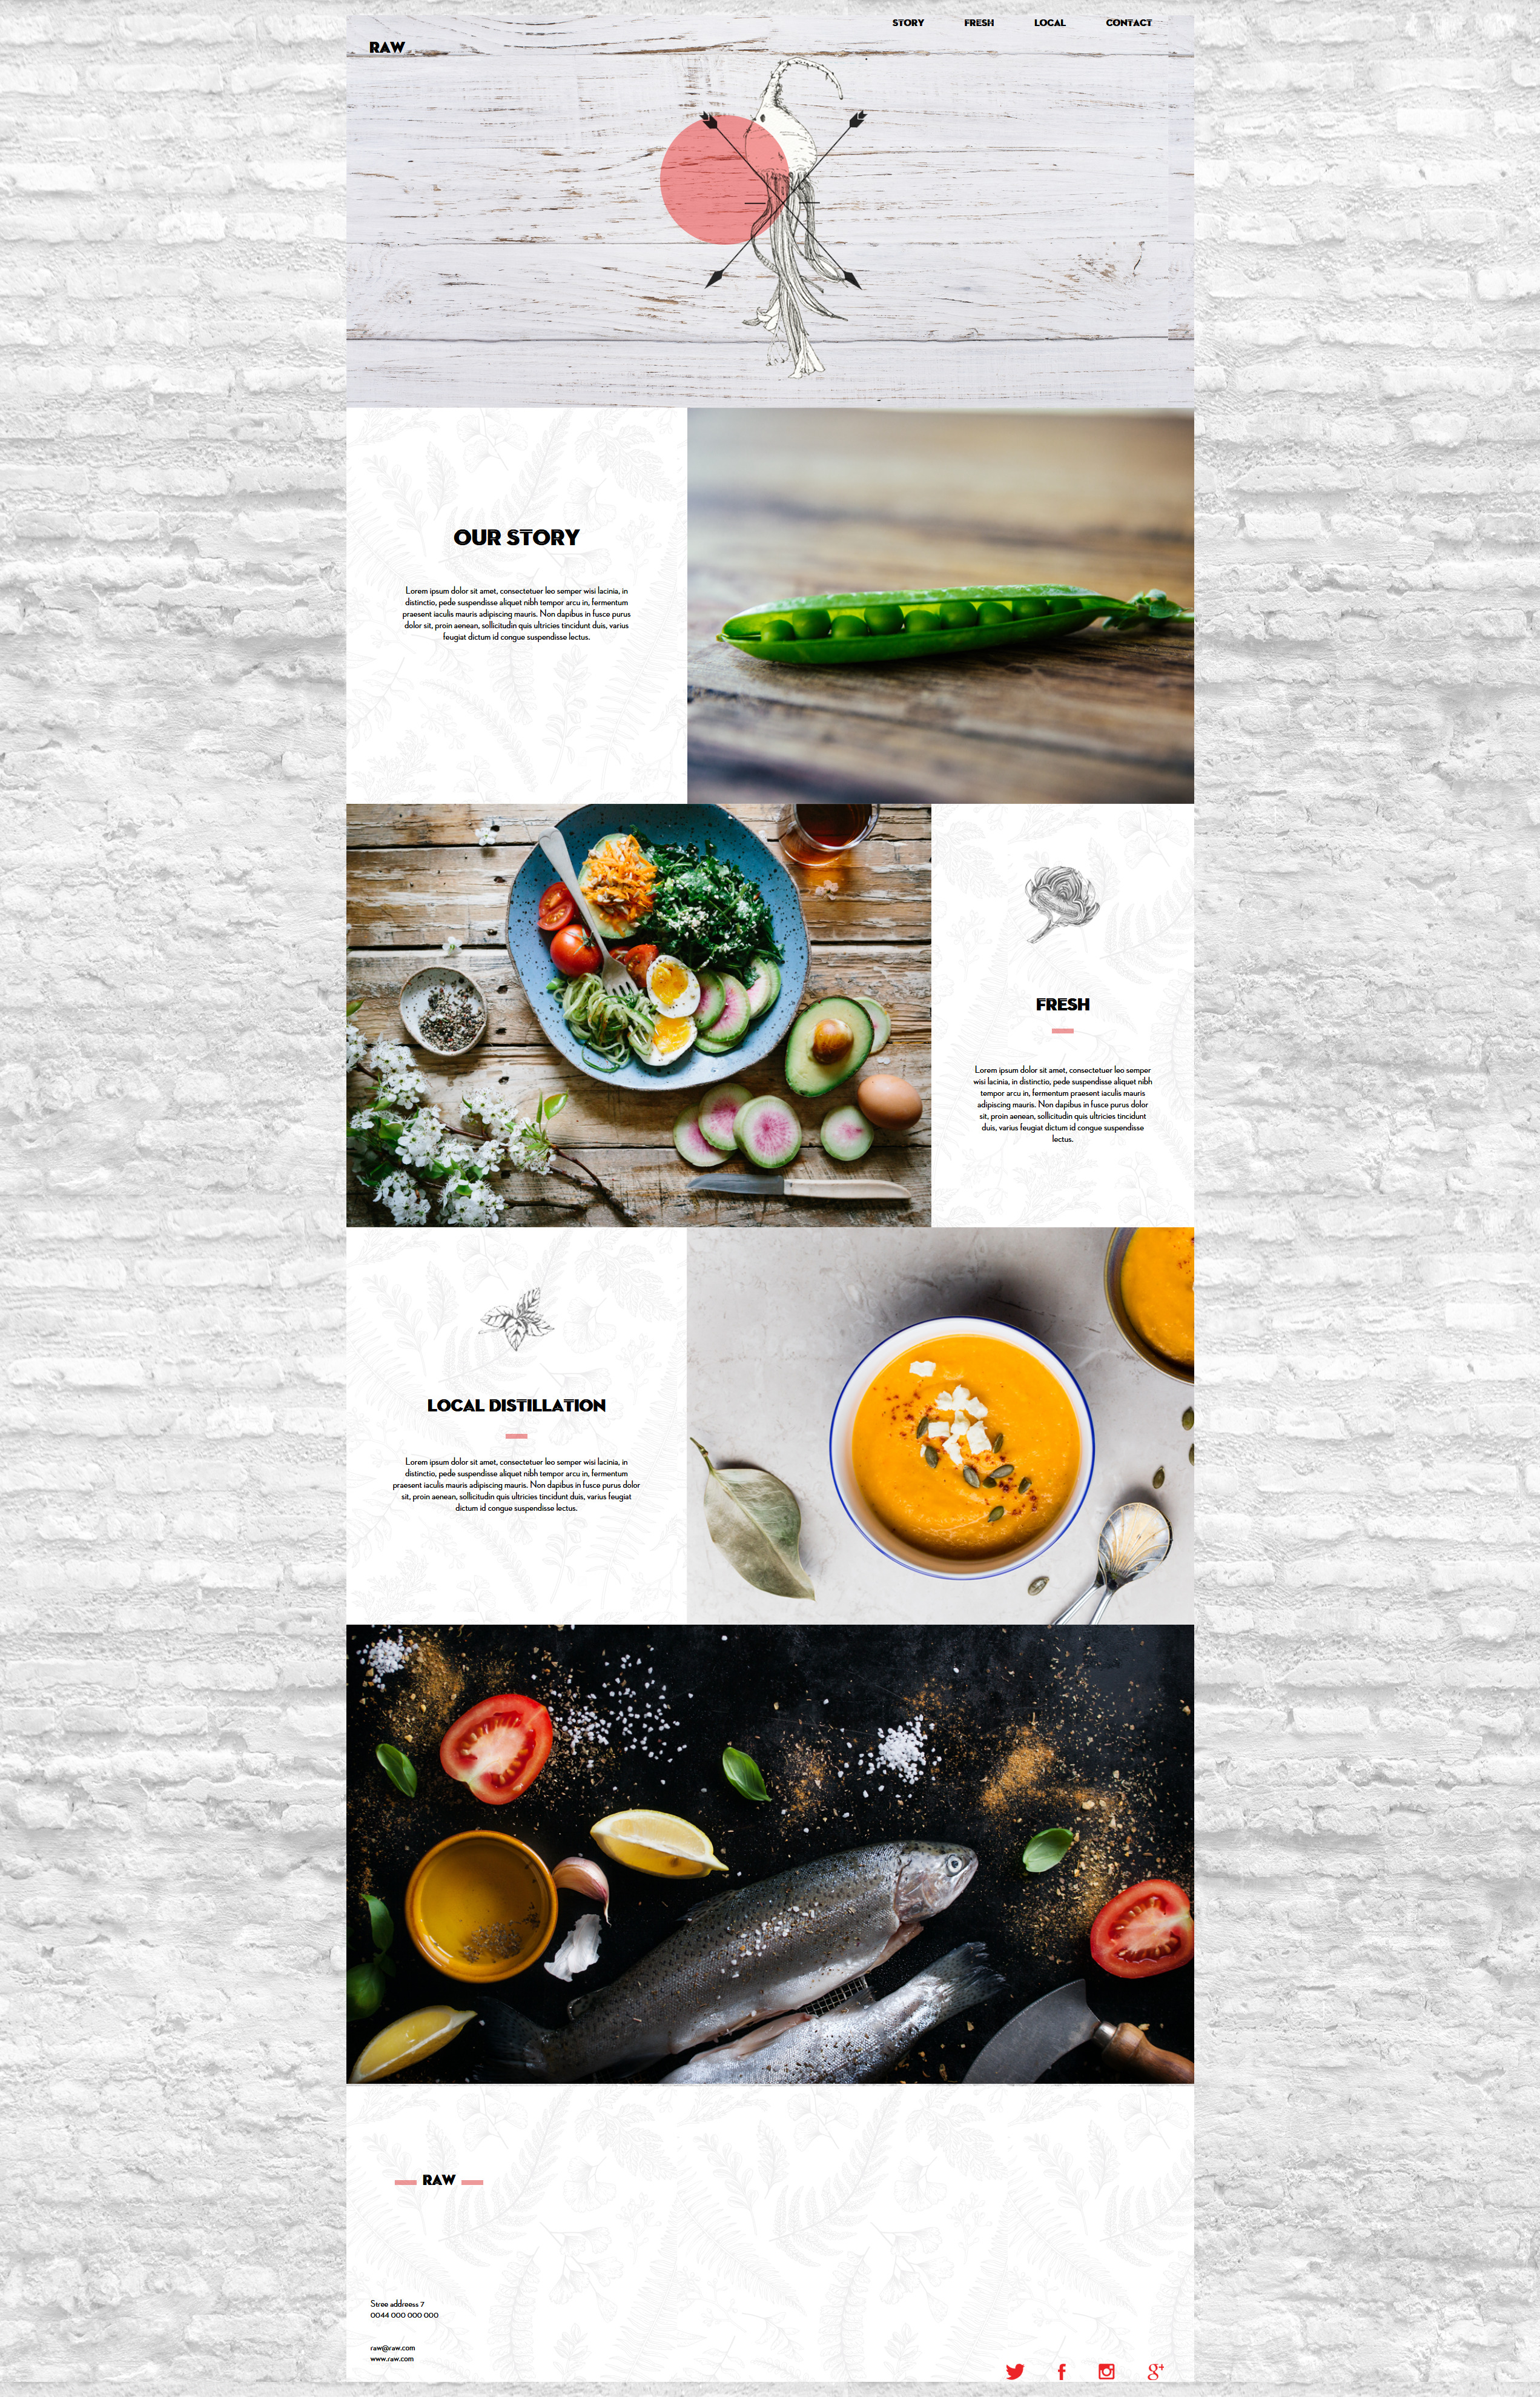 STORY FRESH LOCAL CONTACT
RAW
OUR STORY
Lorem ipsum dolor sit amet, consectetuer leo semper wisi lacinia, in
distinctio, pede suspendisse aliquet nibh tempor arcu in, fermentum
praesent iaculis mauris adipiscing mauris. Non dapibus in fusce purus
dolor sit, proin aenean, sollicitudin quis ultricies tincidunt duis, varius
feugiat dictum id congue suspendisse lectus.
FRESH
Lorem ipsum dolor sit amet, consectetuer leo semper
wisi lacinia, in distinctio, pede suspendisse aliquet nibh
tempor arcu in, fermentum praesent iaculis mauris
adipiscing mauris. Non dapibus in fusce purus dolor
sit, proin aenean, sollicitudin quis ultricies tincidunt
duis, varius feugiat dictum id congue suspendisse
lectus.
LOCAL DISTILLATION
Lorem ipsum dolor sit amet, consectetuer leo semper wisi lacinia, in
distinctio, pede suspendisse aliquet nibh tempor arcu in, fermentum
praesent iaculis mauris adipiscing mauris. Non dapibus in fusce purus dolor
sit, proin aenean, sollicitudin quis ultricies tincidunt duis, varius feugiat
dictum id congue suspendisse lectus.
RAW
Stree addreess 7
0044 000 000 000
raw@raw.com
www.raw.com